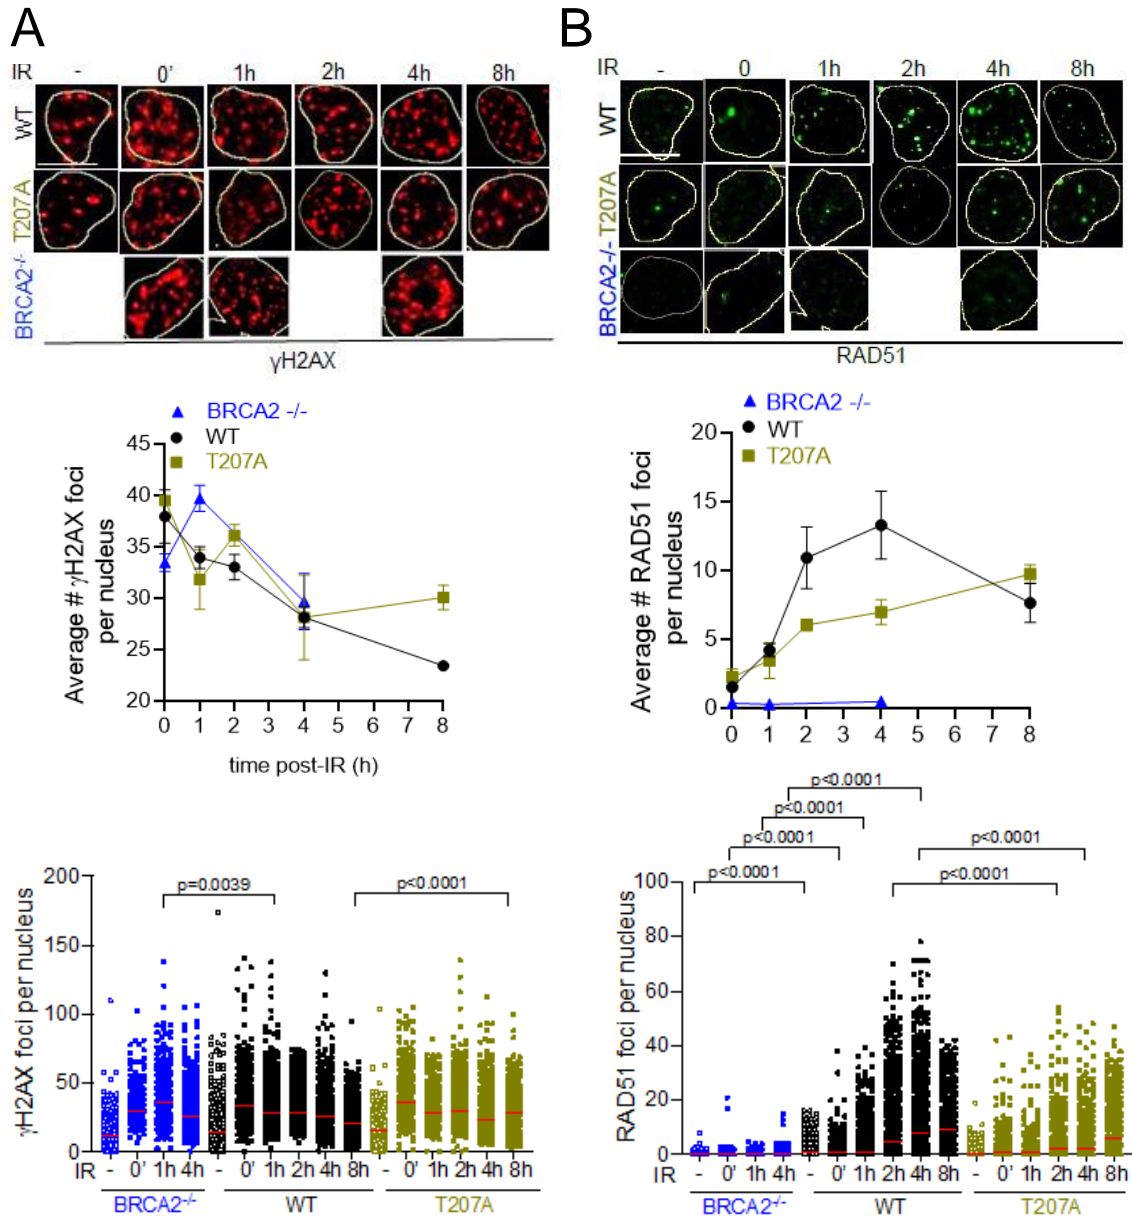 A
IR - 0' 1h 2h 4h 8h
WT
T207A
BRCA2-/-
γH2AX
BRCA2 -/-
WT
T207A
Average # γH2AX foci
per nucleus
45
40
35
30
25
20
0 1 2 3 4 5 6 7 8
time post-IR (h)
p=0.0039
p<0.0001
γH2AX foci per nucleus
200
150
100
50
0
IR - 0' 1h 4h - 0' 1h 2h 4h 8h - 0' 1h 2h 4h 8h
BRCA2-/- WT T207A
B
IR - 0 1h 2h 4h 8h
WT
T207A
BRCA2-/-
RAD51
BRCA2 -/-
WT
T207A
Average # RAD51 foci
per nucleus
20
15
10
5
0
0 1 2 3 4 5 6 7 8
p<0.0001
p<0.0001
p<0.0001
p<0.0001
p<0.0001
p<0.0001
RAD51 foci per nucleus
100
80
60
40
20
0
IR - 0' 1h 4h - 0' 1h 2h 4h 8h - 0' 1h 2h 4h 8h
BRCA2-/- WT T207A